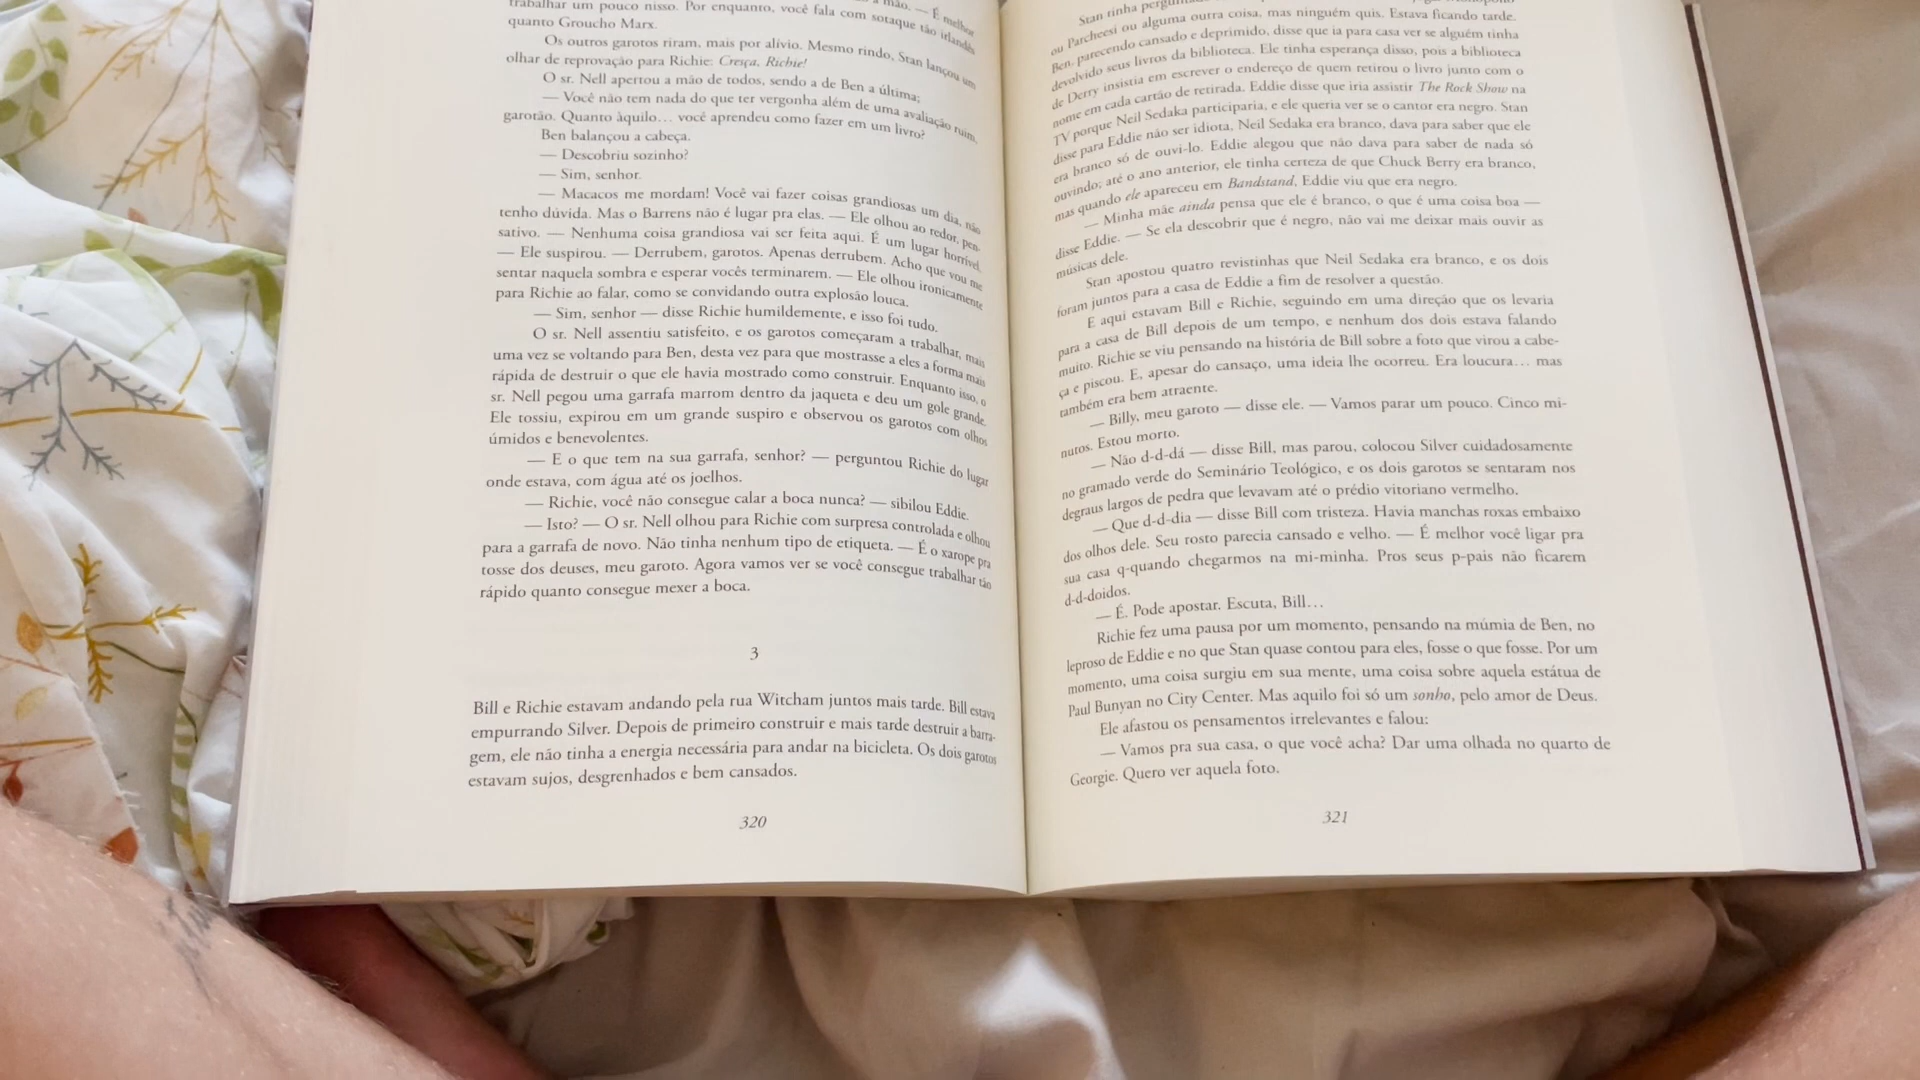 trabalhar um pouco nisso. Por enquanto, você fala com sotaque tão irlandês
quanto Groucho Marx.
Os outros garotos riram, mais por alívio. Mesmo rindo, Stan lançou um
olhar de reprovação para Richie: Cresça, Richie!
O sr. Nell apertou a mão de todos, sendo a de Ben a última;
— Você não tem nada do que ter vergonha além de uma avaliação ruim,
garotão. Quanto àquilo… você aprendeu como fazer em um livro?
Ben balançou a cabeça.
— Descobriu sozinho?
— Sim, senhor.
— Macacos me mordam! Você vai fazer coisas grandiosas um dia, não
tenho dúvida. Mas o Barrens não é lugar pra elas. — Ele olhou ao redor, pen-
sativo. — Nenhuma coisa grandiosa vai ser feita aqui. É um lugar horrível.
— Ele suspirou. — Derrubem, garotos. Apenas derrubem. Acho que vou me
sentar naquela sombra e esperar vocês terminarem. — Ele olhou ironicamente
para Richie ao falar, como se convidando outra explosão louca.
— Sim, senhor — disse Richie humildemente, e isso foi tudo.
O sr. Nell assentiu satisfeito, e os garotos começaram a trabalhar, mais
uma vez se voltando para Ben, desta vez para que mostrasse a eles a forma mais
rápida de destruir o que ele havia mostrado como construir. Enquanto isso, o
sr. Nell pegou uma garrafa marrom dentro da jaqueta e deu um gole grande.
Ele tossiu, expirou em um grande suspiro e observou os garotos com olhos
úmidos e benevolentes.
— E o que tem na sua garrafa, senhor? — perguntou Richie do lugar
onde estava, com água até os joelhos.
— Richie, você não consegue calar a boca nunca? — sibilou Eddie.
— Isto? — O sr. Nell olhou para Richie com surpresa controlada e olhou
para a garrafa de novo. Não tinha nenhum tipo de etiqueta. — É o xarope pra
tosse dos deuses, meu garoto. Agora vamos ver se você consegue trabalhar tão
rápido quanto consegue mexer a boca.
3
Bill e Richie estavam andando pela rua Witcham juntos mais tarde. Bill estava
empurrando Silver. Depois de primeiro construir e mais tarde destruir a barra-
gem, ele não tinha a energia necessária para andar na bicicleta. Os dois garotos
estavam sujos, desgrenhados e bem cansados.
320
Stan tinha
ou Parcheesi ou alguma outra coisa, mas ninguém quis. Estava ficando tarde.
Ben, parecendo cansado e deprimido, disse que ia para casa ver se alguém tinha
devolvido seus livros da biblioteca. Ele tinha esperança disso, pois a biblioteca
de Derry insistia em escrever o endereço de quem retirou o livro junto com o
nome em cada cartão de retirada. Eddie disse que iria assistir The Rock Show na
TV porque Neil Sedaka participaria, e ele queria ver se o cantor era negro. Stan
disse para Eddie não ser idiota, Neil Sedaka era branco, dava para saber que ele
era branco só de ouvi-lo. Eddie alegou que não dava para saber de nada só
ouvindo; até o ano anterior, ele tinha certeza de que Chuck Berry era branco,
mas quando ele apareceu em Bandstand, Eddie viu que era negro.
— Minha mãe ainda pensa que ele é branco, o que é uma coisa boa —
disse Eddie. — Se ela descobrir que é negro, não vai me deixar mais ouvir as
músicas dele.
Stan apostou quatro revistinhas que Neil Sedaka era branco, e os dois
foram juntos para a casa de Eddie a fim de resolver a questão.
E aqui estavam Bill e Richie, seguindo em uma direção que os levaria
para a casa de Bill depois de um tempo, e nenhum dos dois estava falando
muito. Richie se viu pensando na história de Bill sobre a foto que virou a cabe-
ça e piscou. E, apesar do cansaço, uma ideia lhe ocorreu. Era loucura… mas
também era bem atraente.
— Billy, meu garoto — disse ele. — Vamos parar um pouco. Cinco mi-
nutos. Estou morto.
— Não d-d-dá — disse Bill, mas parou, colocou Silver cuidadosamente
no gramado verde do Seminário Teológico, e os dois garotos se sentaram nos
degraus largos de pedra que levavam até o prédio vitoriano vermelho.
— Que d-d-dia — disse Bill com tristeza. Havia manchas roxas embaixo
dos olhos dele. Seu rosto parecia cansado e velho. — É melhor você ligar pra
sua casa q-quando chegarmos na mi-minha. Pros seus p-pais não ficarem
d-d-doidos.
— É. Pode apostar. Escuta, Bill…
Richie fez uma pausa por um momento, pensando na múmia de Ben, no
leproso de Eddie e no que Stan quase contou para eles, fosse o que fosse. Por um
momento, uma coisa surgiu em sua mente, uma coisa sobre aquela estátua de
Paul Bunyan no City Center. Mas aquilo foi só um sonho, pelo amor de Deus.
Ele afastou os pensamentos irrelevantes e falou:
— Vamos pra sua casa, o que você acha? Dar uma olhada no quarto de
Georgie. Quero ver aquela foto.
321